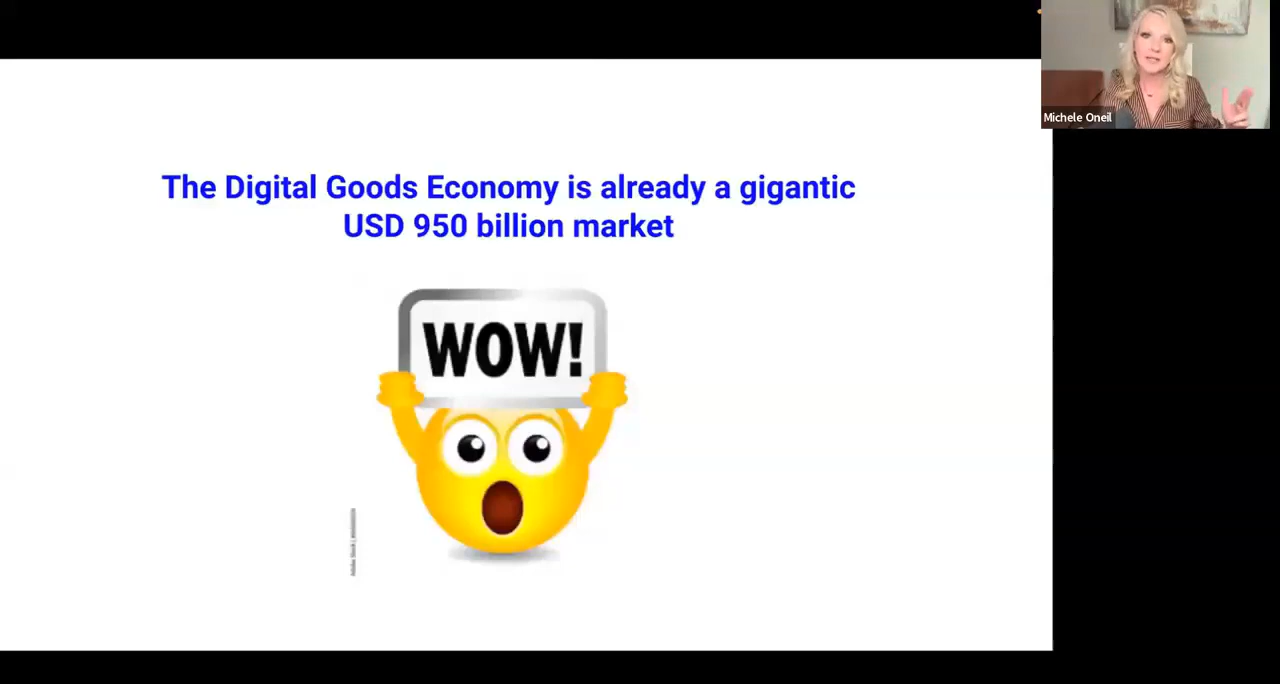 The Digital Goods Economy is already a gigantic
USD 950 billion market
WOW!
Michele Oneil